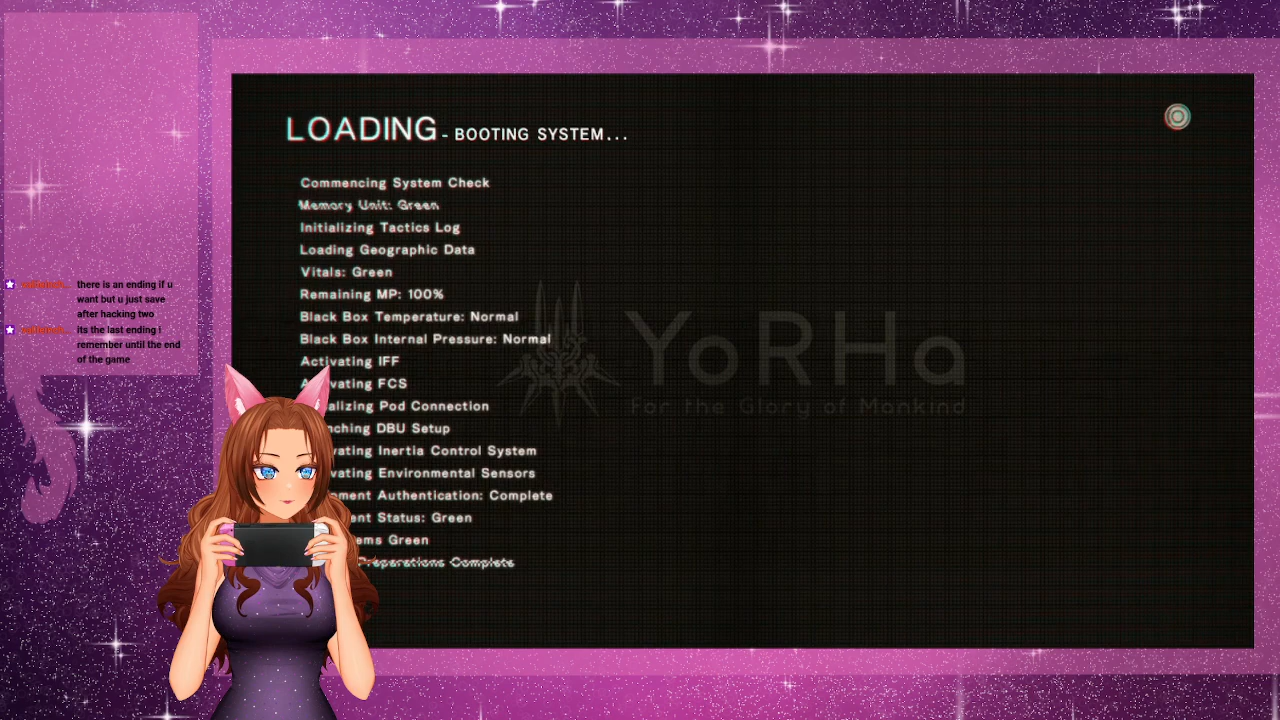 LOADING - BOOTING SYSTEM...
Commencing System Check
Memory Unit: Green
Initializing Tactics Log
Loading Geographic Data
Vitals: Green
Remaining MP: 100%
Black Box Temperature: Normal
Black Box Internal Pressure: Normal
Activating IFF
Activating FCS
alizing Pod Connection
nching DBU Setup
vating Inertia Control System
vating Environmental Sensors
ment Authentication: Complete
ent Status: Green
ems Green
Preparations Complete
YoRHa
For the Glory of Mankind
there is an ending if u
want but u just save
after hacking two
its the last ending i
remember until the end
of the game